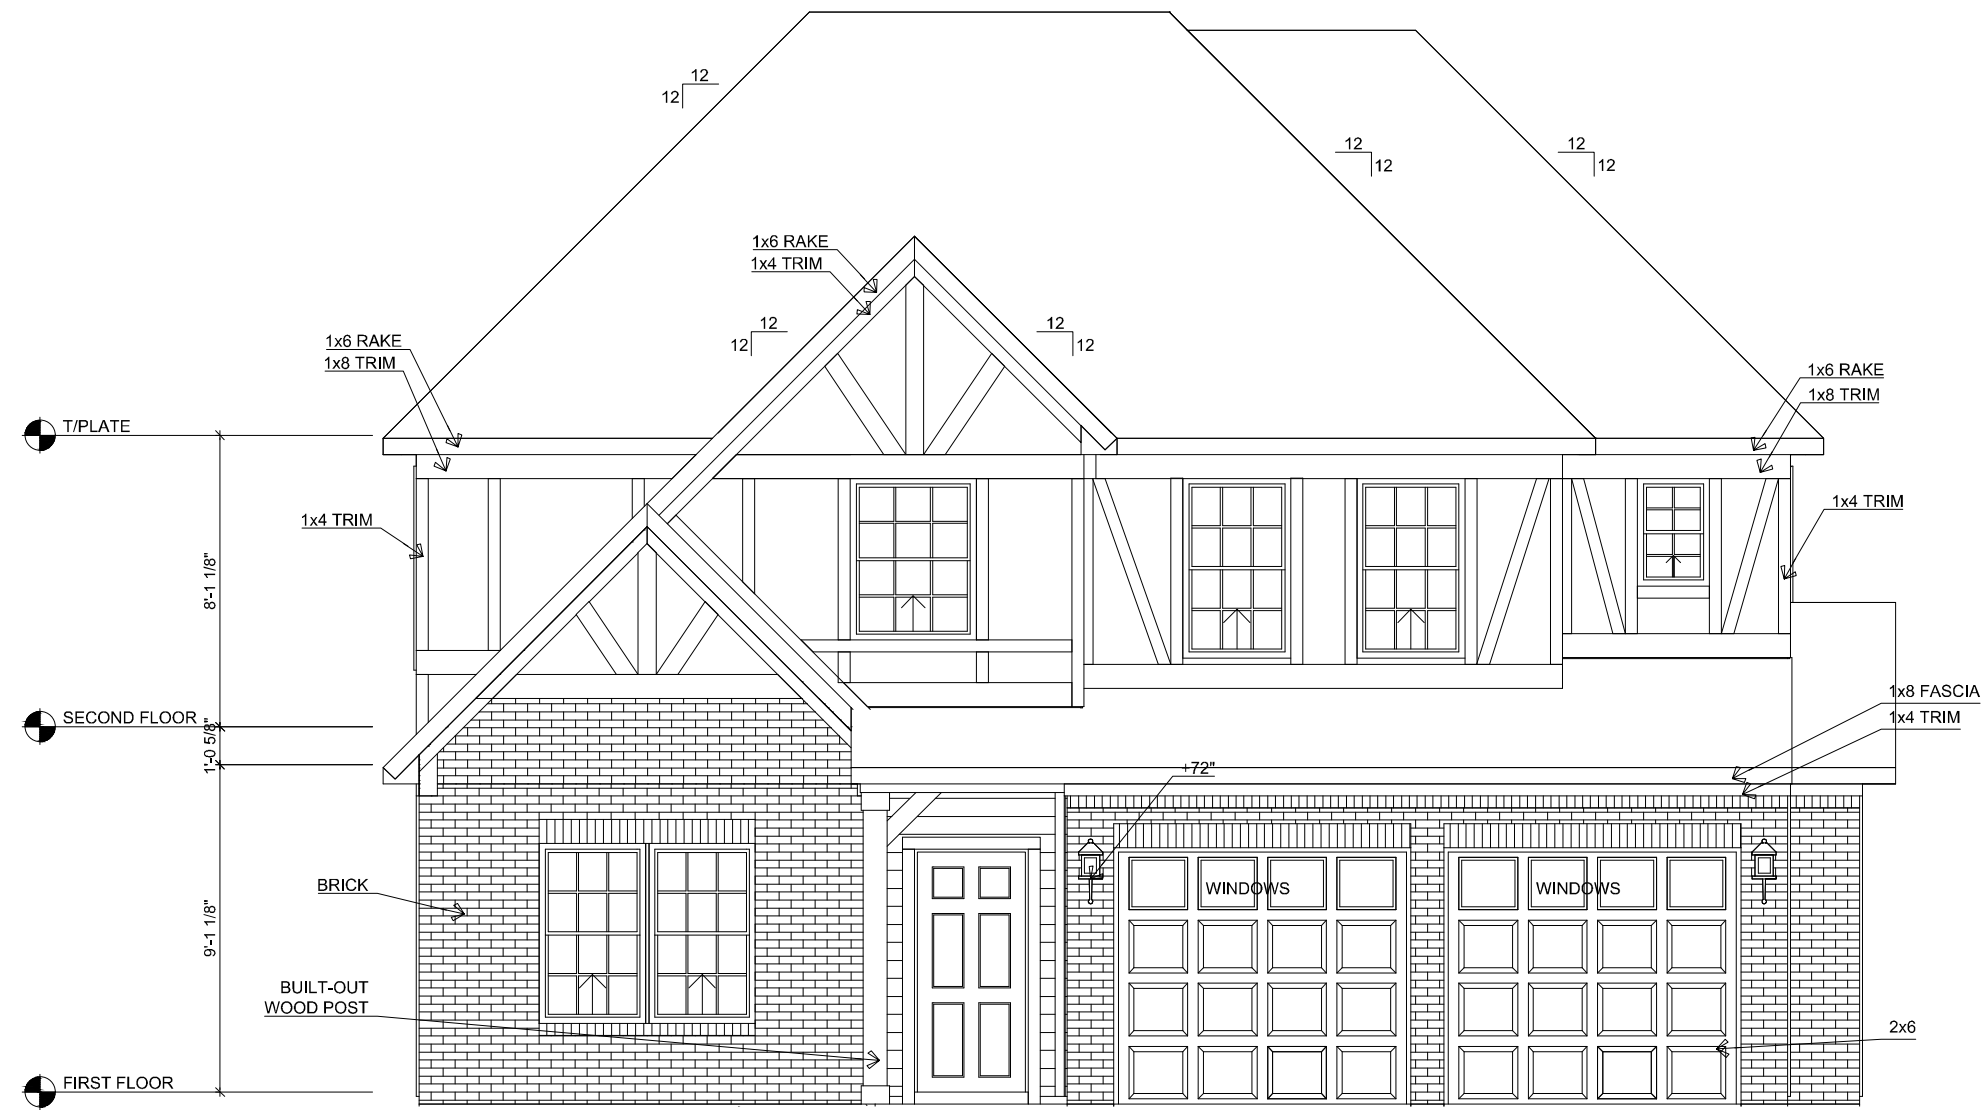 12
12
12
12
12
12
1x6 RAKE
1x4 TRIM
12
12
12
12
1x6 RAKE
1x8 TRIM
1x6 RAKE
1x8 TRIM
T/PLATE
1x4 TRIM
1x4 TRIM
8'-1 1/8"
1x8 FASCIA
1x4 TRIM
SECOND FLOOR
1'-0 5/8"
+72"
BRICK
WINDOWS
WINDOWS
9'-1 1/8"
BUILT-OUT
WOOD POST
2x6
FIRST FLOOR